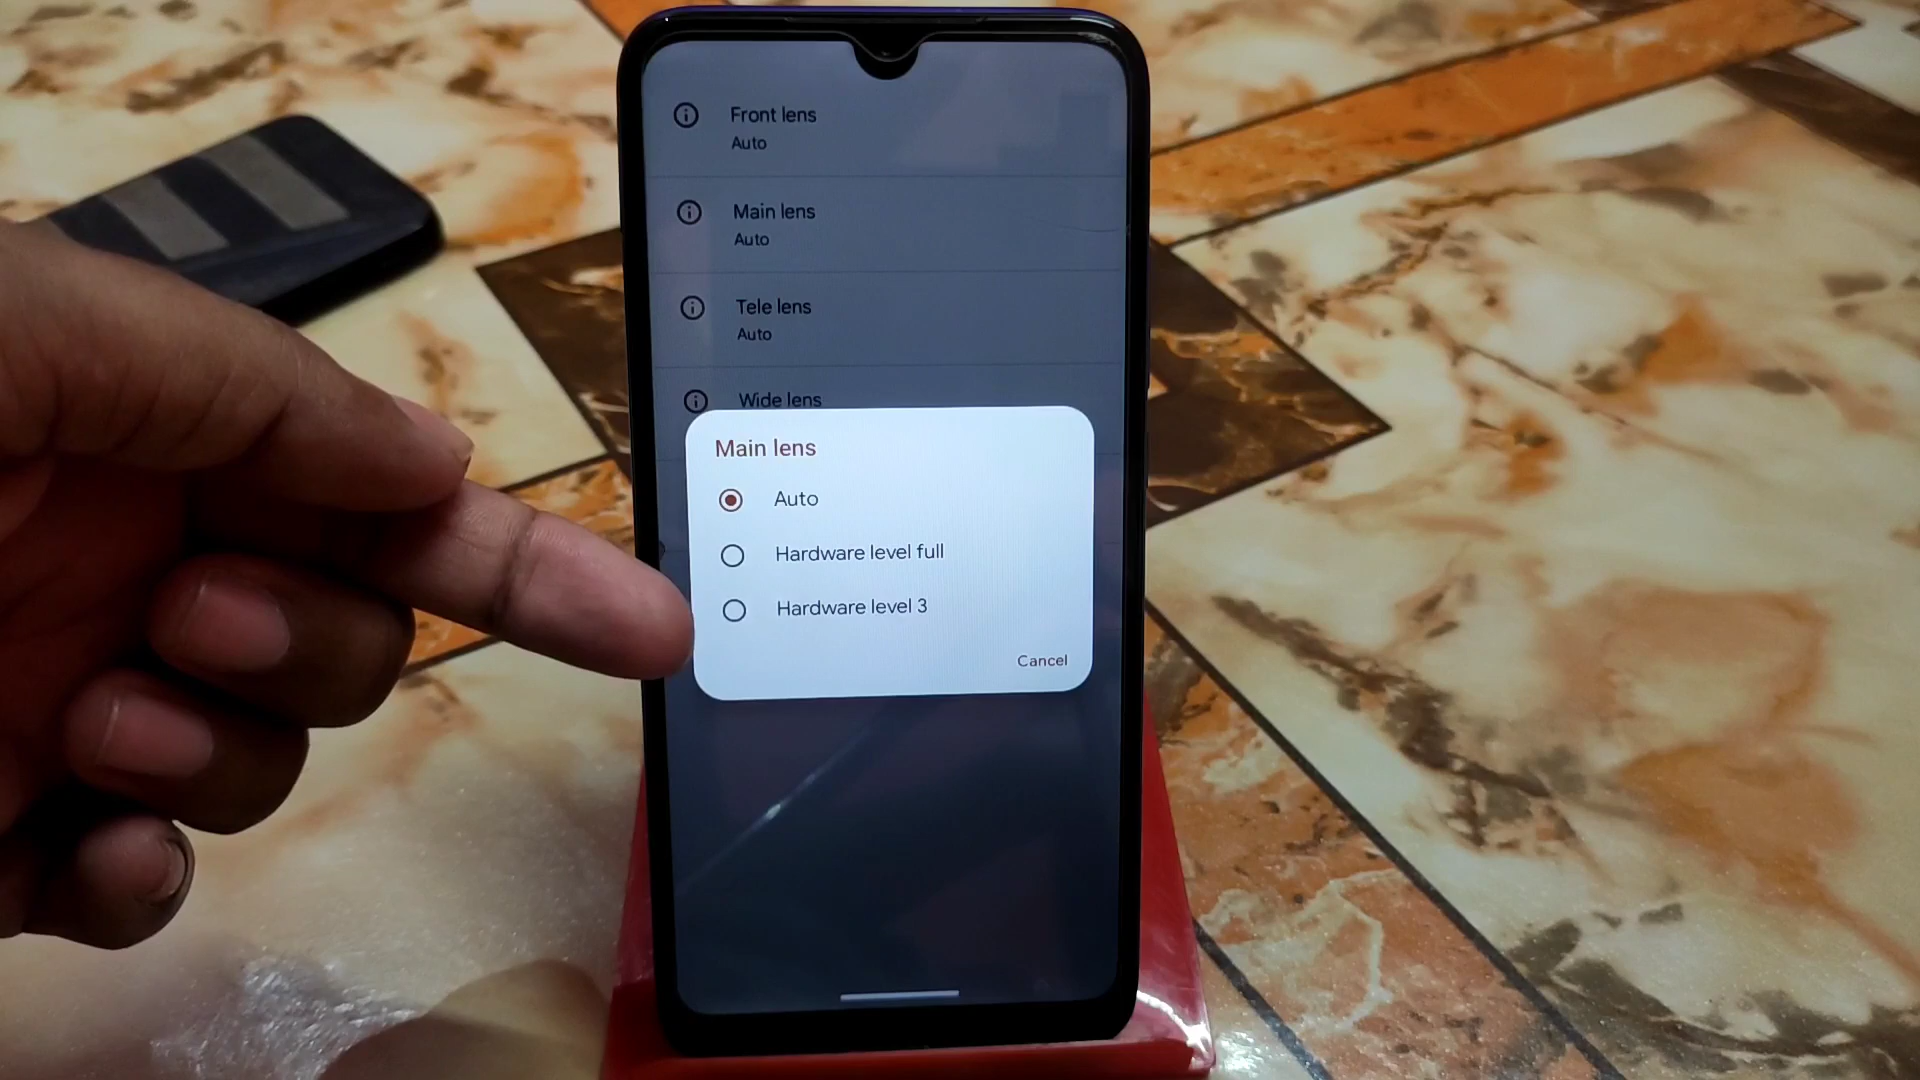 Front lens
Auto
Main lens
Auto
Tele lens
Auto
Wide lens
Main lens
Auto
Hardware level full
Hardware level 3
Cancel